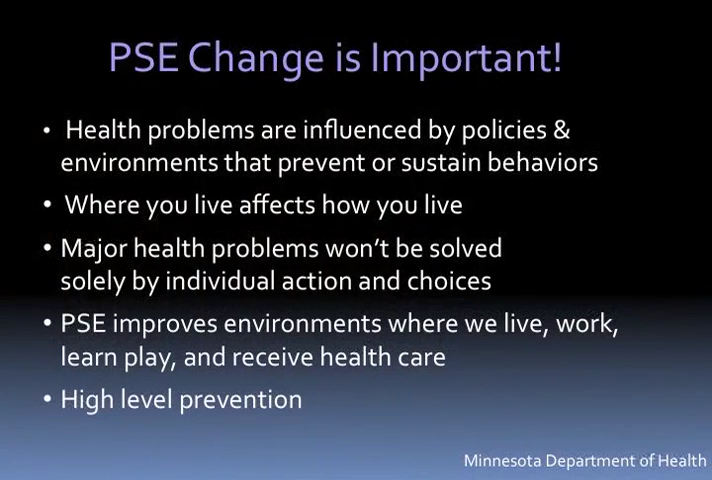 PSE Change is Important!
• Health problems are influenced by policies &
environments that prevent or sustain behaviors
• Where you live affects how you live
• Major health problems won't be solved
solely by individual action and choices
• PSE improves environments where we live, work,
learn play, and receive health care
• High level prevention
Minnesota Department of Health